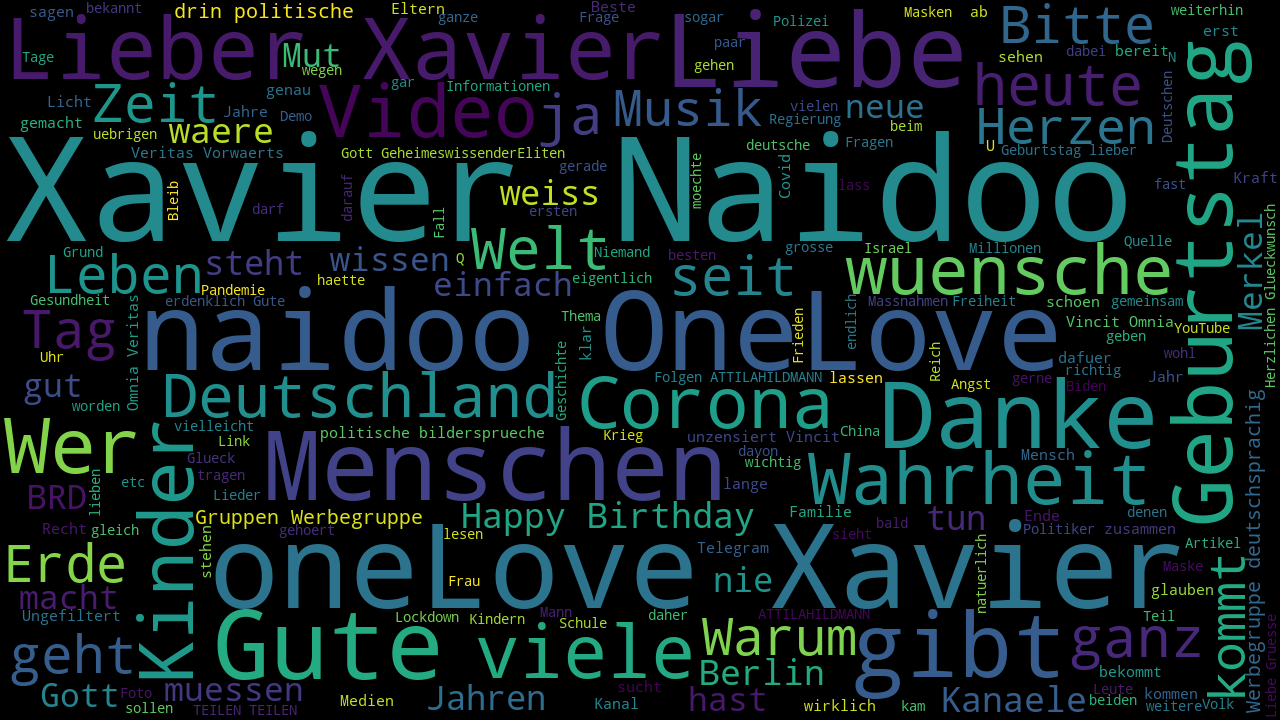 sagen
bekannt
drin politische
Eltern
ganze
Frage
Beste
sogar
Polizei
Masken
ab
weiterhin
Lieber Xavier
Liebe
Bitte
erst
Tage
Mut
wegen
gehen
paar
sehen
dabei
bereit
N
Licht
Zeit
genau
gar
Informationen
heute
gemacht
Jahre
Demo
Video
ja
Musik
vielen
neue
Herzen
Deutschen
Geburtstag
uebrigen
waere
Regierung
beim
Veritas Vorwaerts
Gott GeheimeswissenderEliten
deutsche
Fragen
U
Geburtstag lieber
Xavier Naidoo
Bleib
darf
darauf
Fall
gerade
weiss
ersten
moechte
Covid
lass
fast
Kraft
Grund
Leben
steht
wissen
Q
Welt
Niemand
besten
grosse
Israel
Millionen
Quelle
Merkel
Herzlichen Glueckwunsch
Gesundheit
Pandemie
haette
einfach
eigentlich
seit
wuensche
erdenklich Gute
Massnahmen
Freiheit
schoen
gemeinsam
Tag
Omnia Veritas
naidoo
Thema
klar
OneLove
Frieden
endlich
Reich
Vincit Omnia
YouTube
geben
Uhr
dafuer
wohl
richtig
gut
Deutschland
Geschichte
Folgen
ATTILAHILDMANN
lassen
Angst
gerne
Biden
Jahr
worden
Corona
Danke
Wer
vielleicht
Link
politische bildersprueche
Krieg
unzensiert Vincit
China
Kinder
Glueck
Menschen
davon
wichtig
Mensch
tragen
Wahrheit
BRD
lieben
etc
Lieder
lange
Werbegruppe deutschsprachig
Gruppen Werbegruppe
Happy Birthday
Familie
tun
Ende
denen
Recht
gleich
gehoert
lesen
sieht
bald
Politiker
zusammen
Erde
stehen
oneLove
Telegram
Xavier
Artikel
Frau
nie
natuerlich
Maske
macht
glauben
kommt
Ungefiltert
Gute
Lockdown
Kindern
Mann
Schule
daher
ATTILAHILDMANN
Teil
geht
viele
Warum
gibt
ganz
liebe Gruesse
Gott
Foto
muessen
Berlin
bekommt
sucht
Leute
sollen
TEILEN TEILEN
Medien
Jahren
Kanal
hast
wirklich
kam
Kanaele
beiden
kommen
weitere
Volk